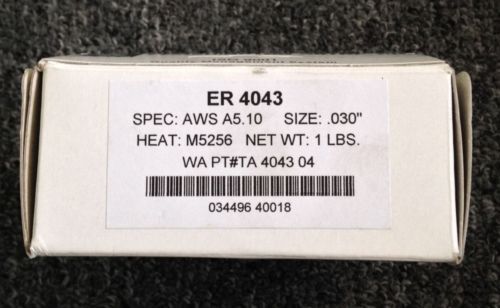 ER 4043
SPEC: AWS A5.10 SIZE: .030"
HEAT: M5256 NET WT: 1 LBS.
WA PT#TA 4043 04
034496 40018